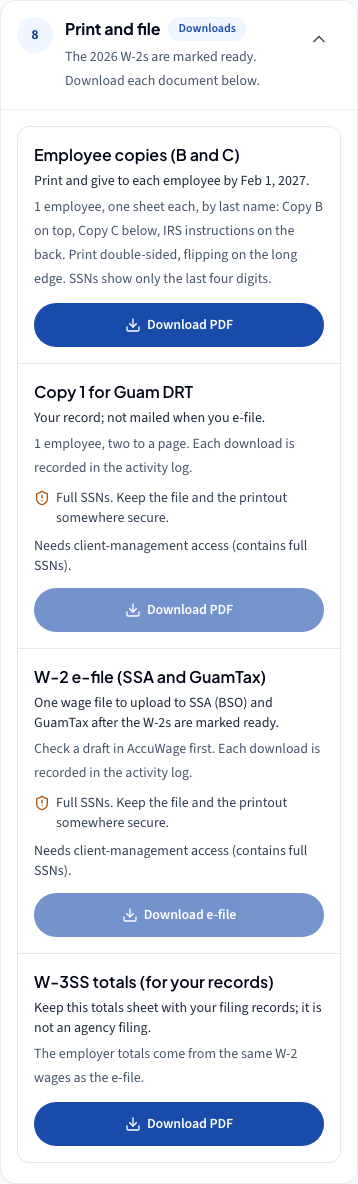 8
Print and file
Downloads
The 2026 W-2s are marked ready.
Download each document below.
Employee copies (B and C)
Print and give to each employee by Feb 1, 2027.
1 employee, one sheet each, by last name: Copy B
on top, Copy C below, IRS instructions on the
back. Print double-sided, flipping on the long
edge. SSNs show only the last four digits.
Download PDF
Copy 1 for Guam DRT
Your record; not mailed when you e-file.
1 employee, two to a page. Each download is
recorded in the activity log.
Full SSNs. Keep the file and the printout
somewhere secure.
Needs client-management access (contains full
SSNs).
Download PDF
W-2 e-file (SSA and GuamTax)
One wage file to upload to SSA (BSO) and
GuamTax after the W-2s are marked ready.
Check a draft in AccuWage first. Each download is
recorded in the activity log.
Full SSNs. Keep the file and the printout
somewhere secure.
Needs client-management access (contains full
SSNs).
Download e-file
W-3SS totals (for your records)
Keep this totals sheet with your filing records; it is
not an agency filing.
The employer totals come from the same W-2
wages as the e-file.
Download PDF